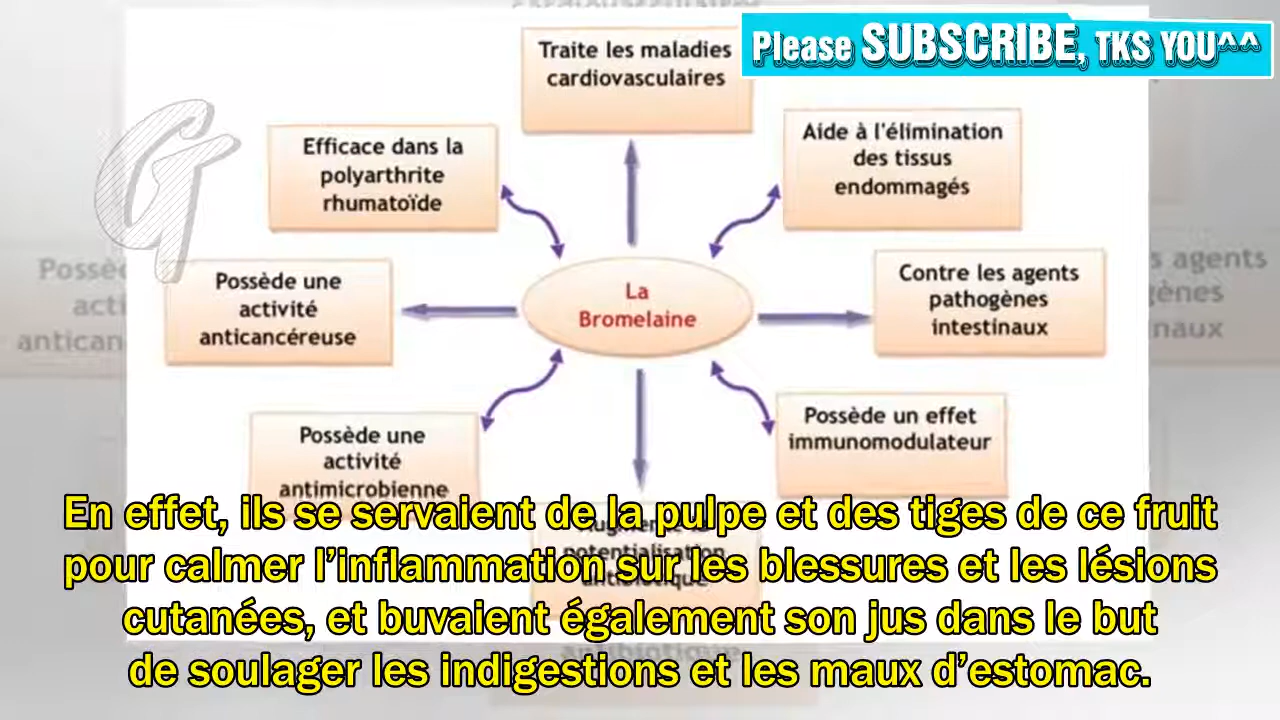 Please SUBSCRIBE, TKS YOU^^
Traite les maladies
cardiovasculaires
Efficace dans la
polyarthrite
rhumatoïde
Aide à l'élimination
des tissus
endommagés
Possède une
activité
anticancéreuse
La
Bromelaine
Contre les agents
pathogènes
intestinaux
Possède une
activité
antimicrobienne
Possède un effet
immunomodulateur
potentialisation
antibiotique
En effet, ils se servaient de la pulpe et des tiges de ce fruit
pour calmer l’inflammation sur les blessures et les lésions
cutanées, et buvaient également son jus dans le but
de soulager les indigestions et les maux d’estomac.
G